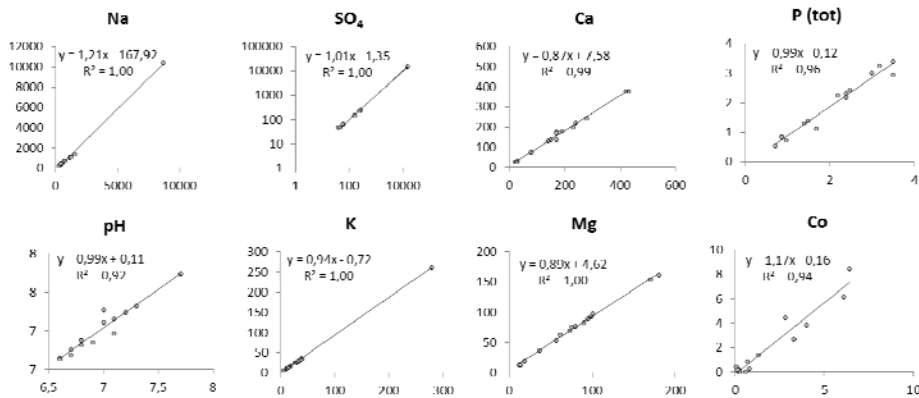 Na
y = 1,21x - 167,92
R² = 1,00
12000
10000
8000
6000
4000
2000
0
0 5000 10000
SO₄
y = 1,01x 1,35
R² = 1,00
10000
1000
100
10
1
1 100 10000
Ca
y = 0,87x + 7,58
R² 0,99
600
500
400
300
200
100
0
0 200 400 600
P (tot)
y 0,99x 0,12
R² 0,96
4
3
2
1
0
0 2 4
pH
y 0,99x + 0,11
R² 0,92
8
8
7
7
6,5 7 7,5 8
K
y = 0,94x - 0,72
R² = 1,00
300
250
200
150
100
50
0
0 100 200 300
Mg
y = 0,89x + 4,62
R² 1,00
200
150
100
50
0
0 100 200
Co
y 1,17x 0,16
R² 0,94
10
8
6
4
2
0
0 5 10